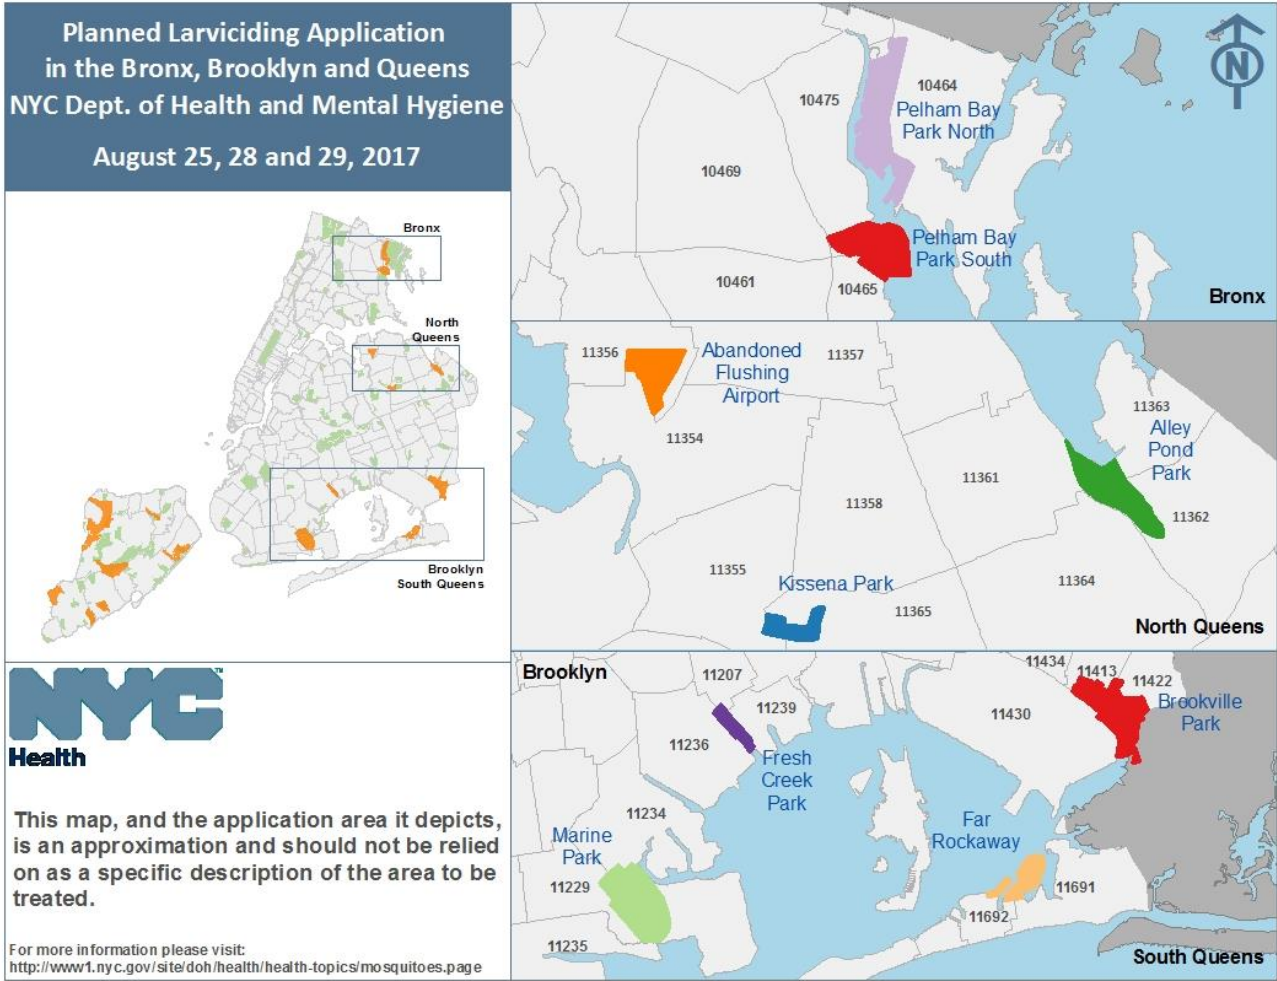 Planned Larviciding Application
in the Bronx, Brooklyn and Queens
NYC Dept. of Health and Mental Hygiene
August 25, 28 and 29, 2017
Bronx
North
Queens
Brooklyn
South Queens
NYC
TM
Health
This map, and the application area it depicts,
is an approximation and should not be relied
on as a specific description of the area to be
treated.
For more information please visit:
http://www1.nyc.gov/site/doh/health/health-topics/mosquitoes.page
N
10464
10475
Pelham Bay
Park North
10469
Pelham Bay
Park South
10461
10465
Bronx
11356
Abandoned
Flushing
Airport
11357
11354
11363
Alley
Pond
Park
11361
11358
11362
11355
Kissena Park
11364
11365
North Queens
Brooklyn
11207
11434
11413
11422
11239
11430
Brookville
Park
11236
Fresh
Creek
Park
11234
Far
Rockaway
Marine
Park
11229
11691
11692
11235
South Queens